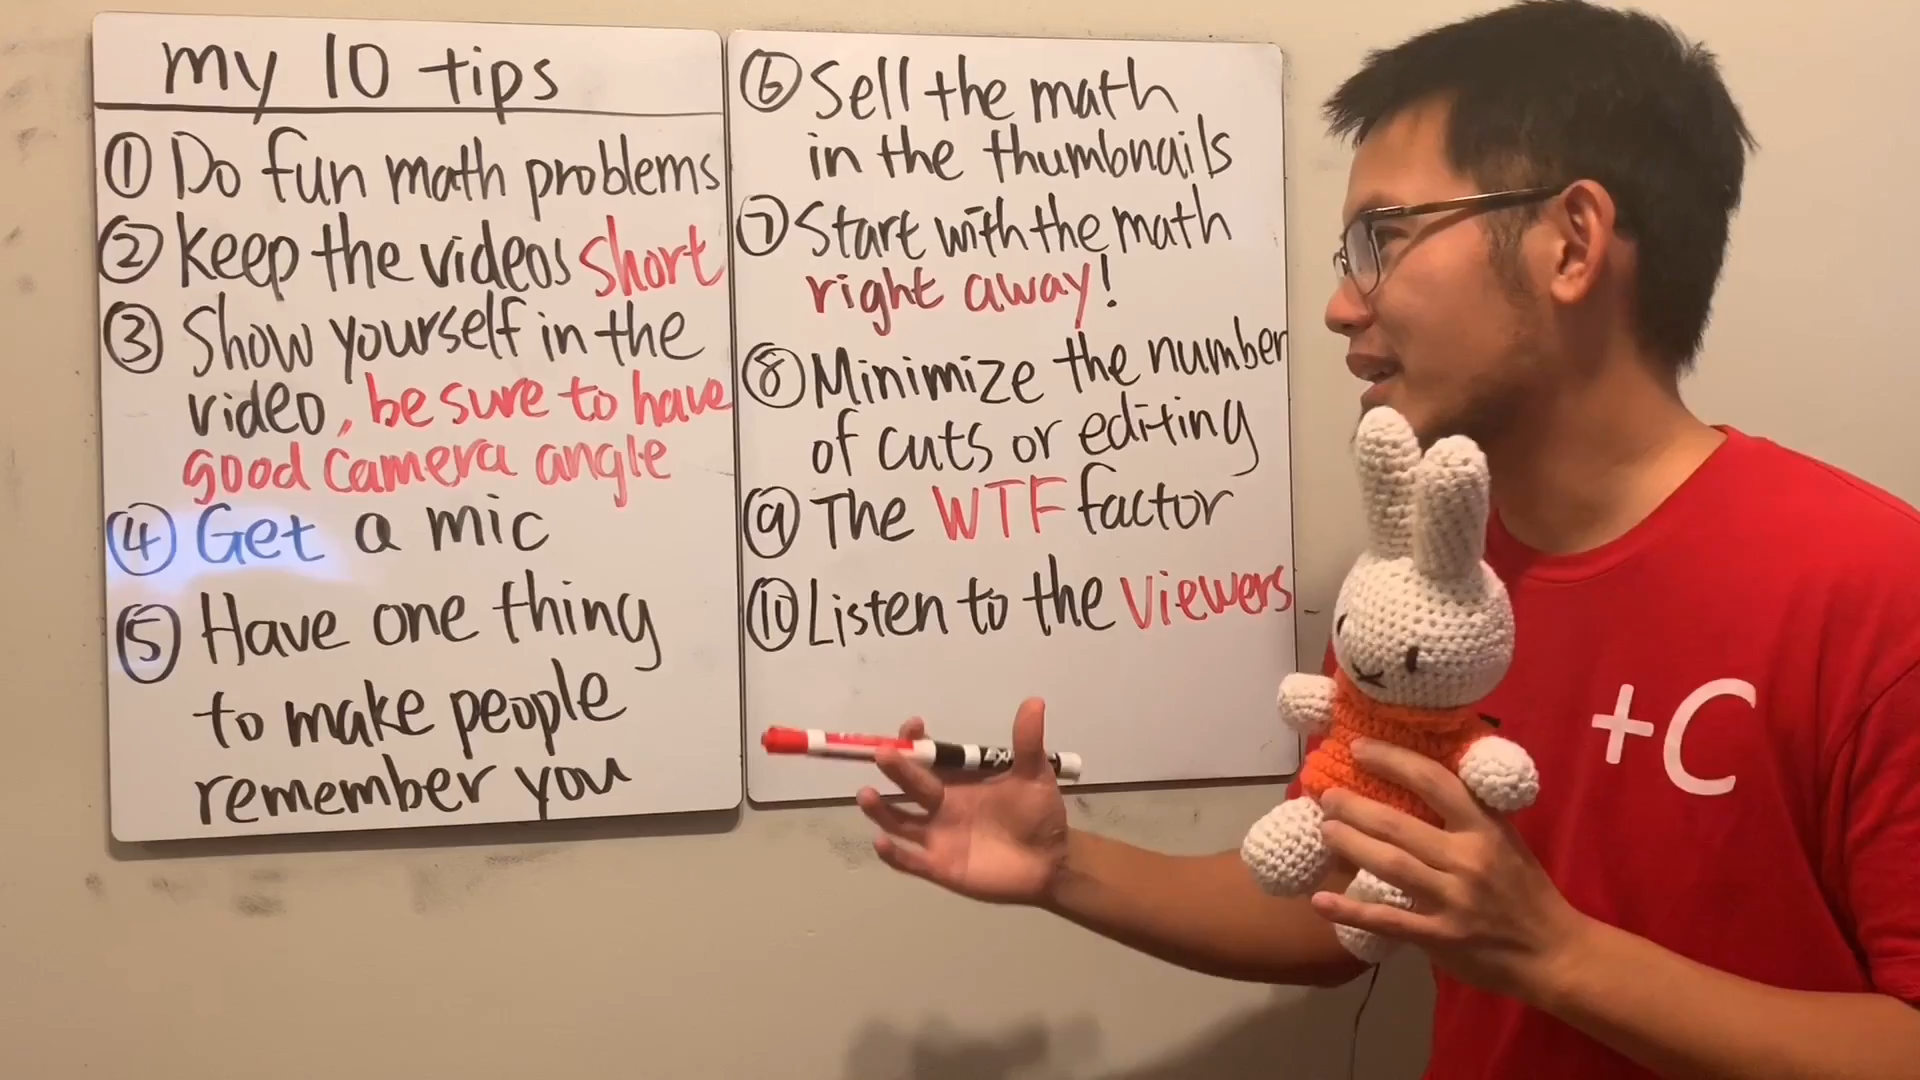 my 10 tips
① Do fun math problems
② Keep the videos short
③ Show yourself in the
video, be sure to have
good camera angle
④ Get a mic
⑤ Have one thing
to make people
remember you
⑥ Sell the math
in the thumbnails
⑦ Start with the math
right away!
⑧ Minimize the number
of cuts or editing
⑨ The WTF factor
⑩ Listen to the viewers
+C